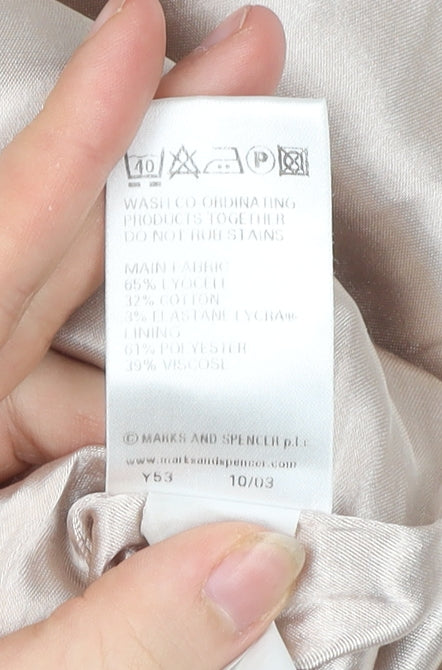 40 P
WASH CO-ORDINATING
PRODUCTS TOGETHER
DO NOT RUB STAINS
MAIN FABRIC
65% LYOCELL
32% COTTON
3% ELASTANE LYCRA®
LINING
61% POLYESTER
39% VISCOSE
© MARKS AND SPENCER p.l.c.
www.marksandspencer.com
Y53 10/03